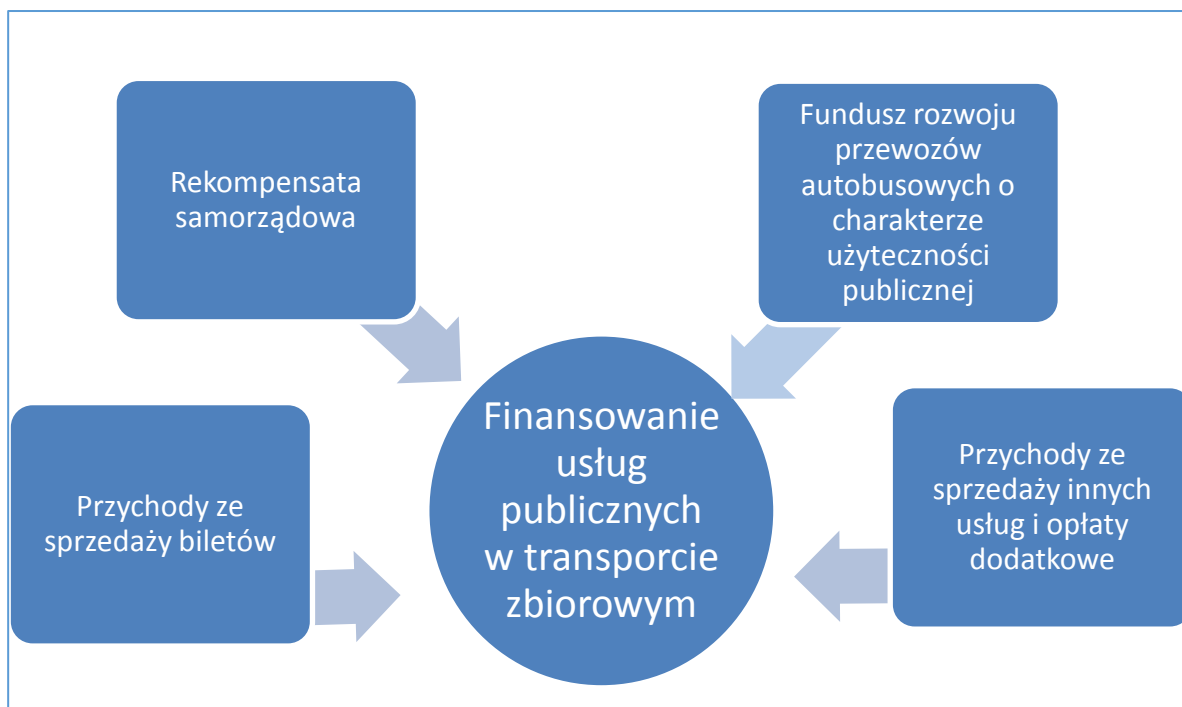 Rekompensata
samorządowa
Fundusz rozwoju
przewozów
autobusowych o
charakterze
użyteczności
publicznej
Przychody ze
sprzedaży biletów
Finansowanie
usług
publicznych
w transporcie
zbiorowym
Przychody ze
sprzedaży innych
usług i opłaty
dodatkowe